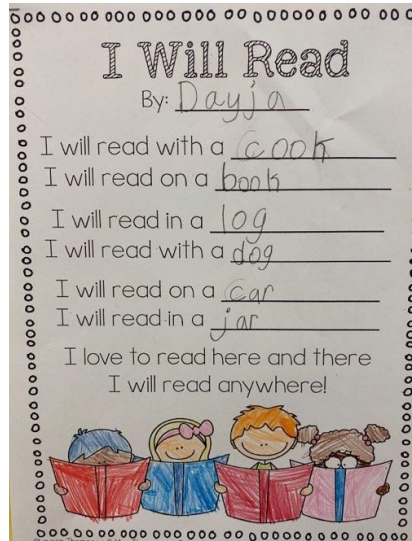 I Will Read
By: Dayja
I will read with a cook
I will read on a book
I will read in a log
I will read with a dog
I will read on a car
I will read in a jar
I love to read here and there
I will read anywhere!